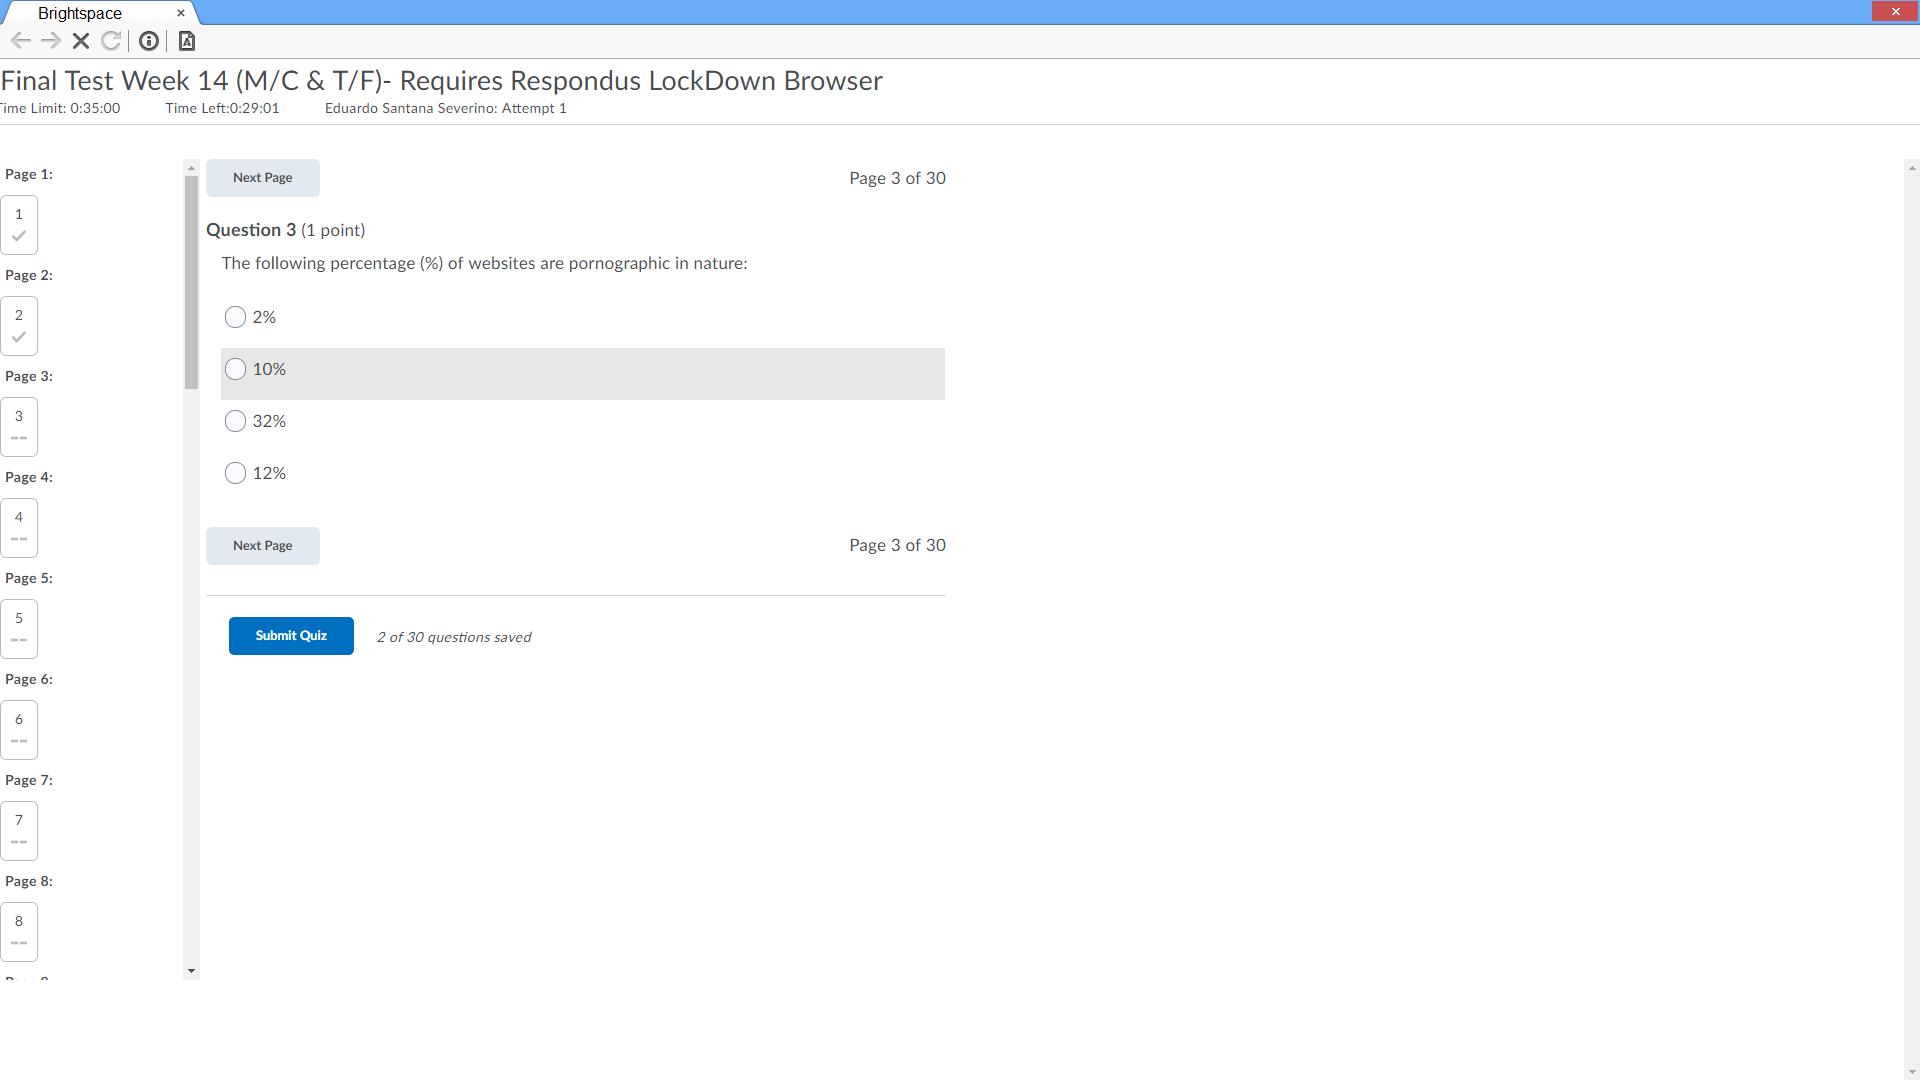 Brightspace
Final Test Week 14 (M/C & T/F)- Requires Respondus LockDown Browser
Time Limit: 0:35:00 Time Left:0:29:01 Eduardo Santana Severino: Attempt 1
Page 1:
1
Page 2:
2
Page 3:
3
--
Page 4:
4
--
Page 5:
5
--
Page 6:
6
--
Page 7:
7
--
Page 8:
8
--
Next Page Page 3 of 30
Question 3 (1 point)
The following percentage (%) of websites are pornographic in nature:
2%
10%
32%
12%
Next Page Page 3 of 30
Submit Quiz 2 of 30 questions saved